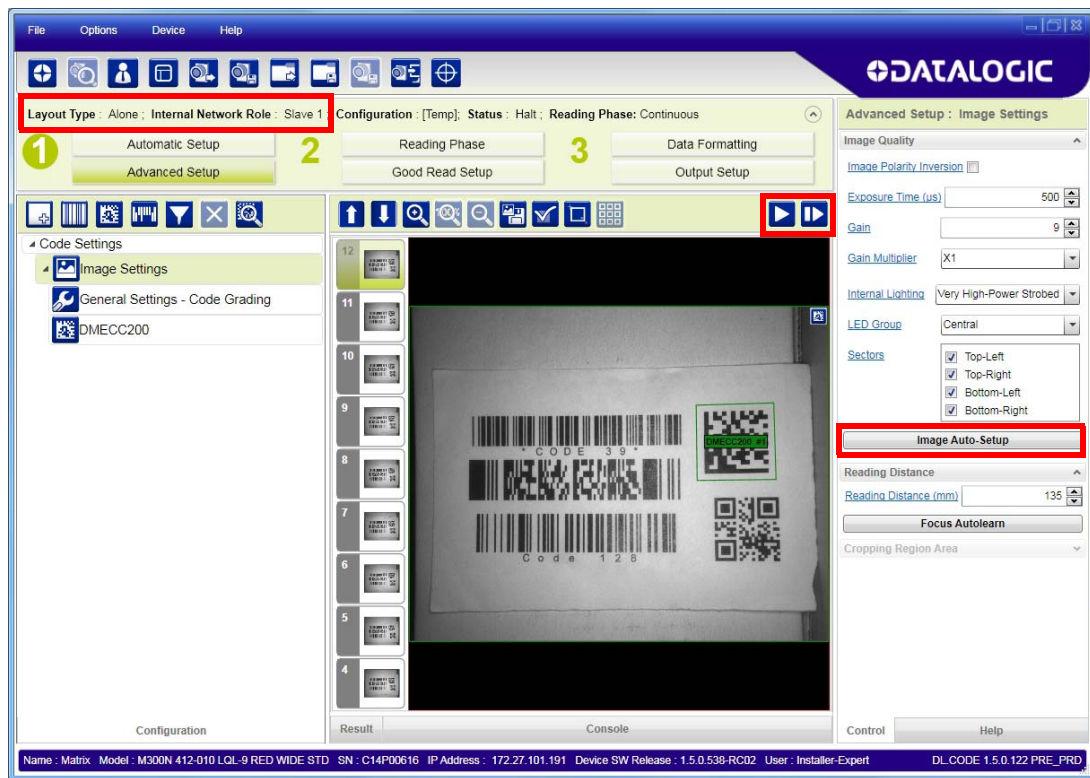 File Options Device Help
DATALOGIC
Layout Type : Alone ; Internal Network Role : Slave 1 ; Configuration : [Temp]; Status : Halt ; Reading Phase: Continuous
1 Automatic Setup 2 Reading Phase 3 Data Formatting
Advanced Setup Good Read Setup Output Setup
Code Settings
Image Settings
General Settings - Code Grading
DMECC200
100%
12
11
10
9
8
7
6
5
4
* CODE 39 *
DMECC200 #1
Code 128
Advanced Setup : Image Settings
Image Quality
Image Polarity Inversion
Exposure Time (µs) 500
Gain 9
Gain Multiplier X1
Internal Lighting Very High-Power Strobed
LED Group Central
Sectors Top-Left
Top-Right
Bottom-Left
Bottom-Right
Image Auto-Setup
Reading Distance
Reading Distance (mm) 135
Focus Autolearn
Cropping Region Area
Configuration Result Console Control Help
Name : Matrix Model : M300N 412-010 LQL-9 RED WIDE STD SN : C14P00616 IP Address : 172.27.101.191 Device SW Release : 1.5.0.538-RC02 User : Installer-Expert DL.CODE 1.5.0.122 PRE_PRD